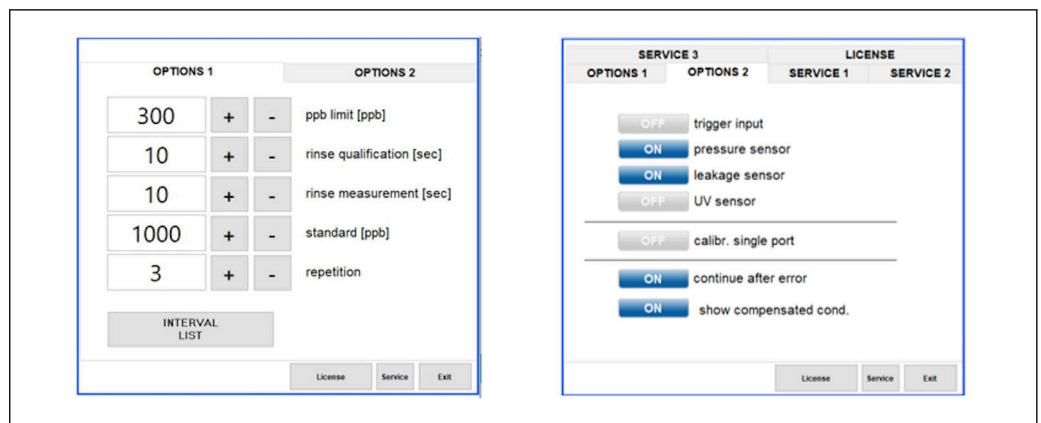 OPTIONS 1 OPTIONS 2
300 + - ppb limit [ppb]
10 + - rinse qualification [sec]
10 + - rinse measurement [sec]
1000 + - standard [ppb]
3 + - repetition
INTERVAL
LIST
License Service Exit
SERVICE 3 LICENSE
OPTIONS 1 OPTIONS 2 SERVICE 1 SERVICE 2
OFF trigger input
ON pressure sensor
ON leakage sensor
OFF UV sensor
OFF calibr. single port
ON continue after error
ON show compensated cond.
License Service Exit